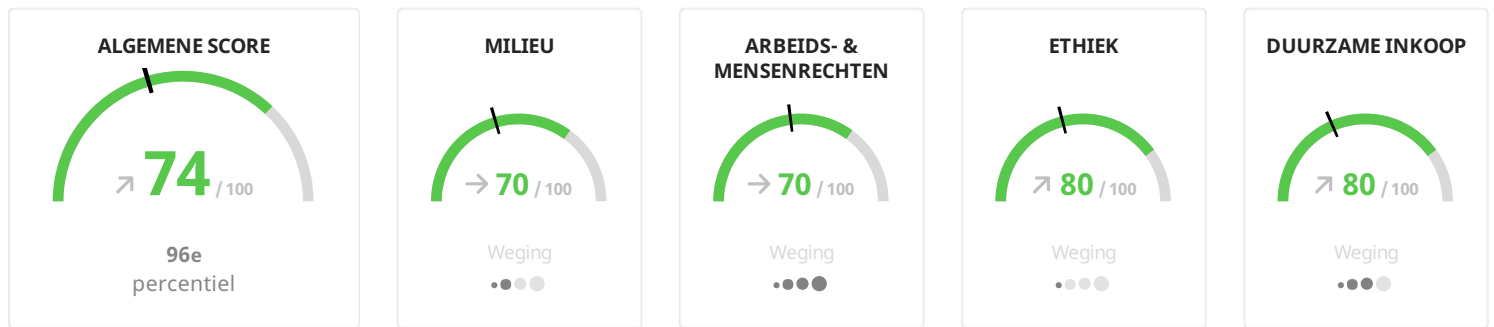 ALGEMENE SCORE
74 / 100
96e
percentiel
MILIEU
70 / 100
Weging
ARBEIDS- &
MENSENRECHTEN
70 / 100
Weging
ETHIEK
80 / 100
Weging
DUURZAME INKOOP
80 / 100
Weging